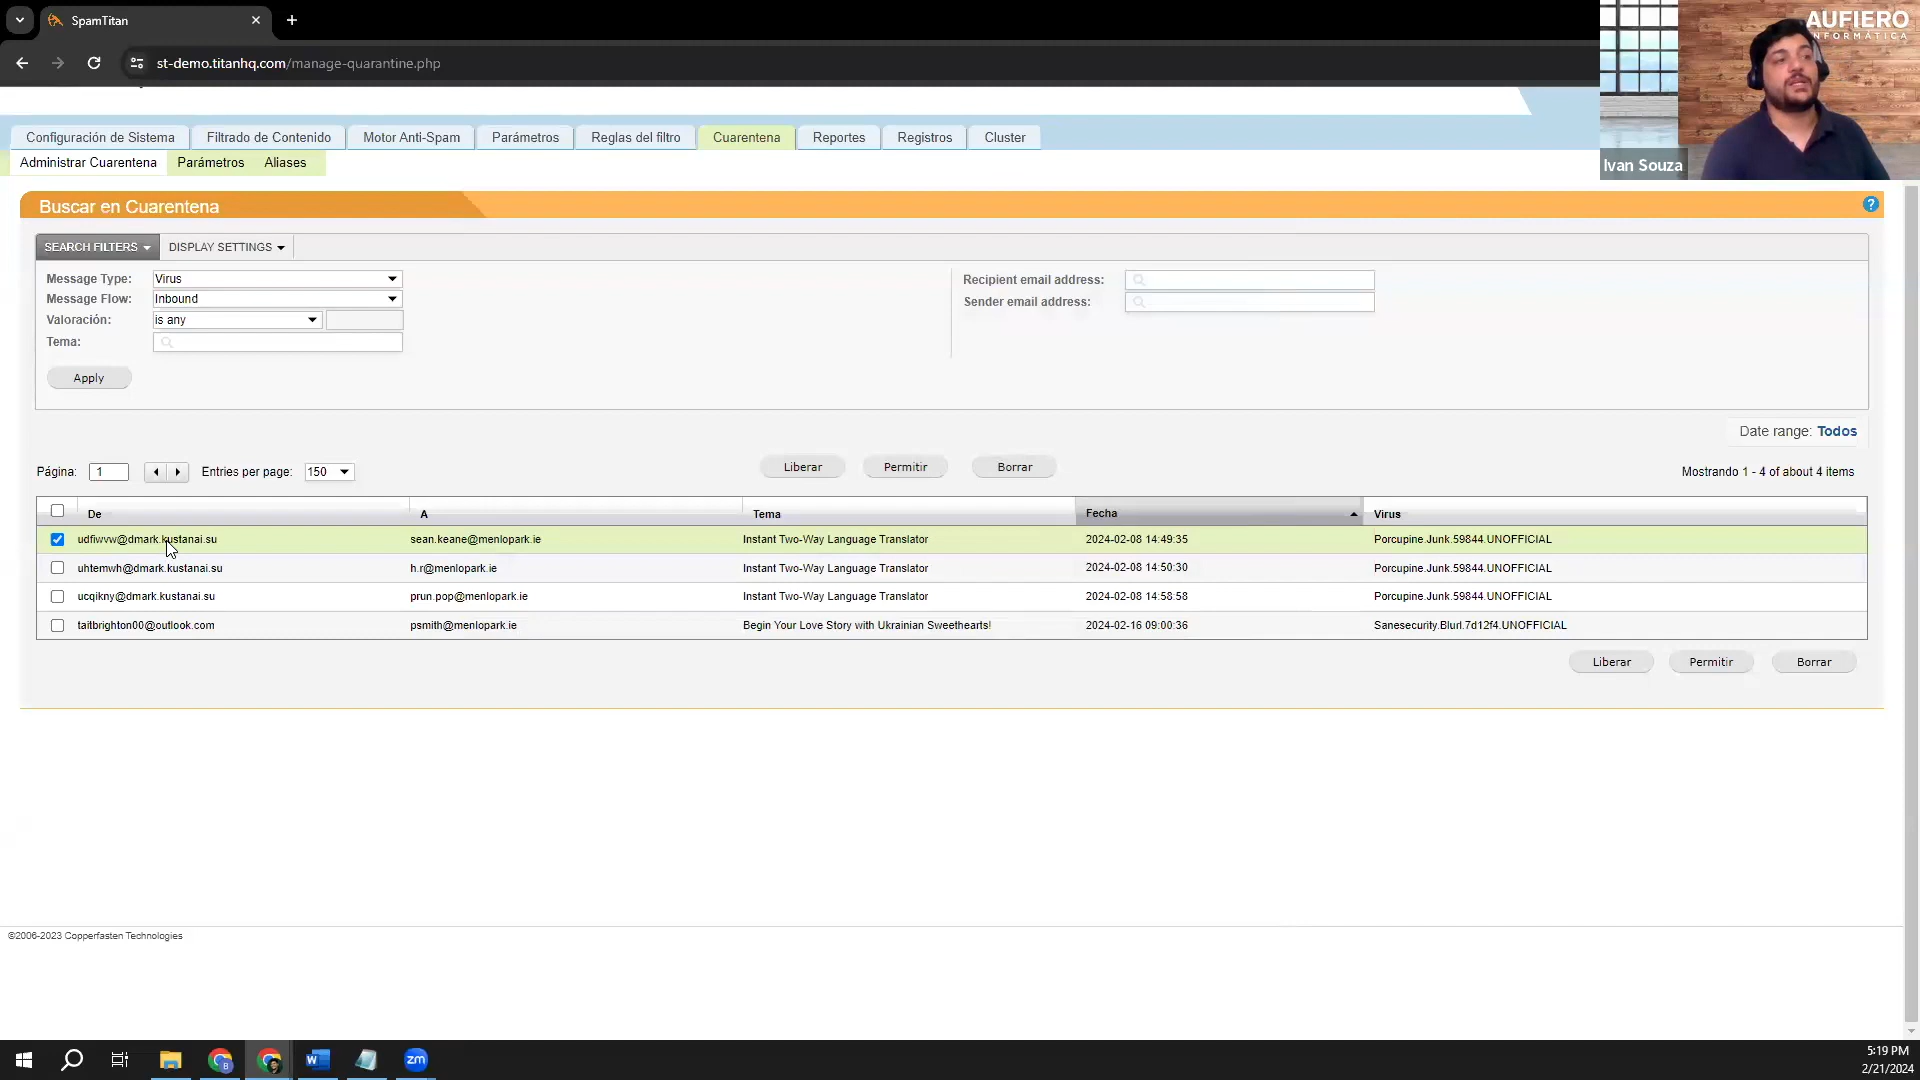 SpamTitan
st-demo.titanhq.com/manage-quarantine.php
AUFIERO
INFORMÁTICA
Ivan Souza
Configuración de Sistema Filtrado de Contenido Motor Anti-Spam Parámetros Reglas del filtro Cuarentena Reportes Registros Cluster
Administrar Cuarentena Parámetros Aliases
Buscar en Cuarentena ?
SEARCH FILTERS DISPLAY SETTINGS
Message Type: Virus Recipient email address:
Message Flow: Inbound Sender email address:
Valoración: is any
Tema:
Apply
Date range: Todos
Página: 1 Entries per page: 150 Liberar Permitir Borrar Mostrando 1 - 4 of about 4 items
De A Tema Fecha Virus
udfiwvw@dmark.kustanai.su sean.keane@menlopark.ie Instant Two-Way Language Translator 2024-02-08 14:49:35 Porcupine.Junk.59844.UNOFFICIAL
uhtemwh@dmark.kustanai.su h.r@menlopark.ie Instant Two-Way Language Translator 2024-02-08 14:50:30 Porcupine.Junk.59844.UNOFFICIAL
ucqikny@dmark.kustanai.su prun.pop@menlopark.ie Instant Two-Way Language Translator 2024-02-08 14:58:58 Porcupine.Junk.59844.UNOFFICIAL
taitbrighton00@outlook.com psmith@menlopark.ie Begin Your Love Story with Ukrainian Sweethearts! 2024-02-16 09:00:36 Sanesecurity.Blurl.7d12f4.UNOFFICIAL
Liberar Permitir Borrar
©2006-2023 Copperfasten Technologies
zm
5:19 PM
2/21/2024